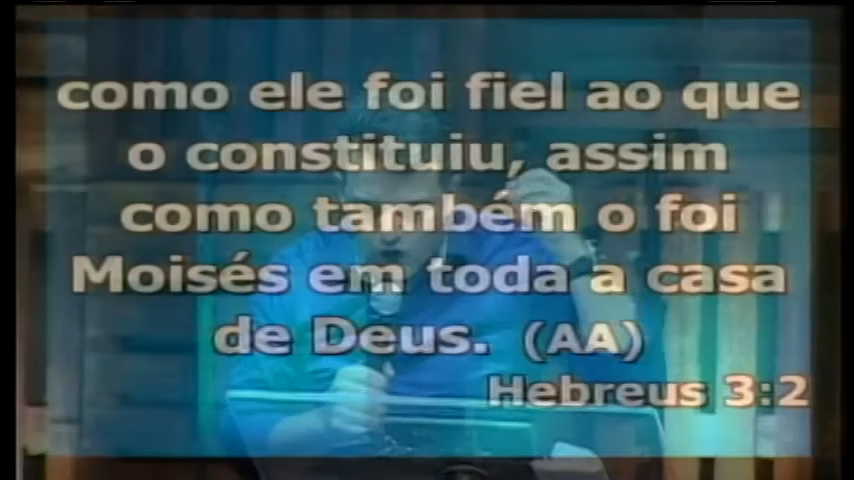 como ele foi fiel ao que
o constituiu, assim
como também o foi
Moisés em toda a casa
de Deus. (AA)
Hebreus 3:2